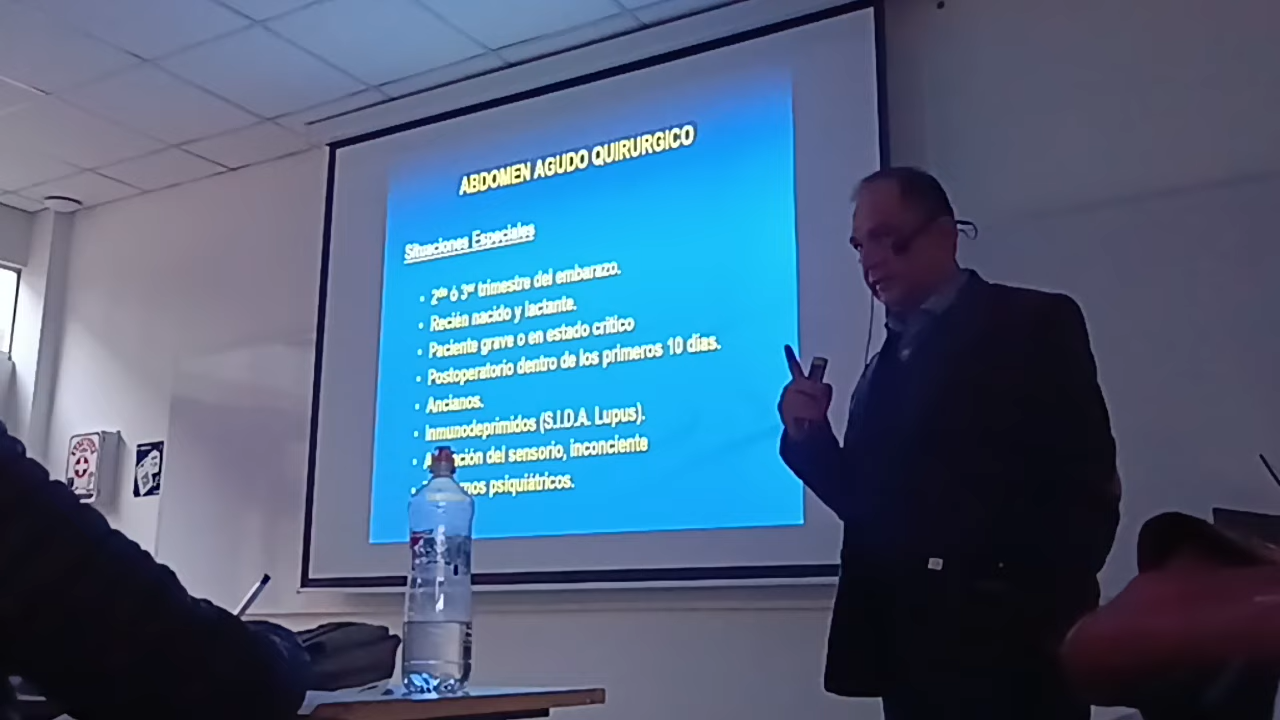 ABDOMEN AGUDO QUIRURGICO
Situaciones Especiales
• 2do ó 3er trimestre del embarazo.
• Recién nacido y lactante.
• Paciente grave o en estado crítico
• Postoperatorio dentro de los primeros 10 días.
• Ancianos.
• Inmunodeprimidos (S.I.D.A. Lupus).
• del sensorio, inconciente
• psiquiátricos.